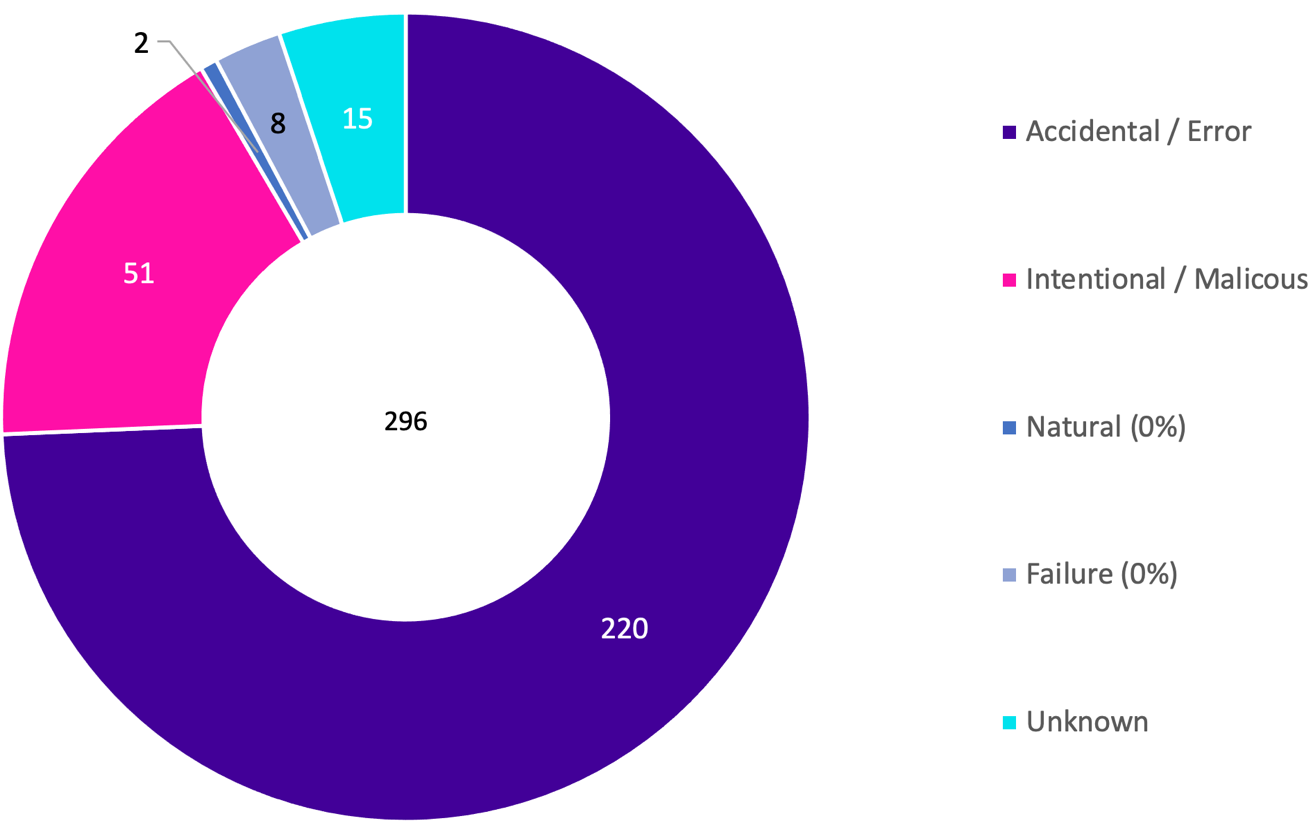 2
8
15
51
296
220
Accidental / Error
Intentional / Malicous
Natural (0%)
Failure (0%)
Unknown